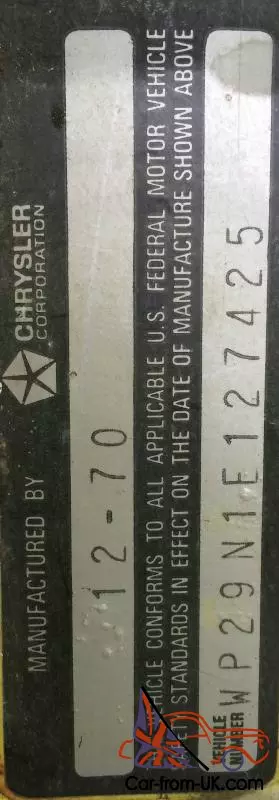 MANUFACTURED BY CHRYSLER CORPORATION
12-70
VEHICLE CONFORMS TO ALL APPLICABLE U.S. FEDERAL MOTOR VEHICLE
SAFETY STANDARDS IN EFFECT ON THE DATE OF MANUFACTURE SHOWN ABOVE
VEHICLE NUMBER WP29N1E127425
Car-from-UK.com